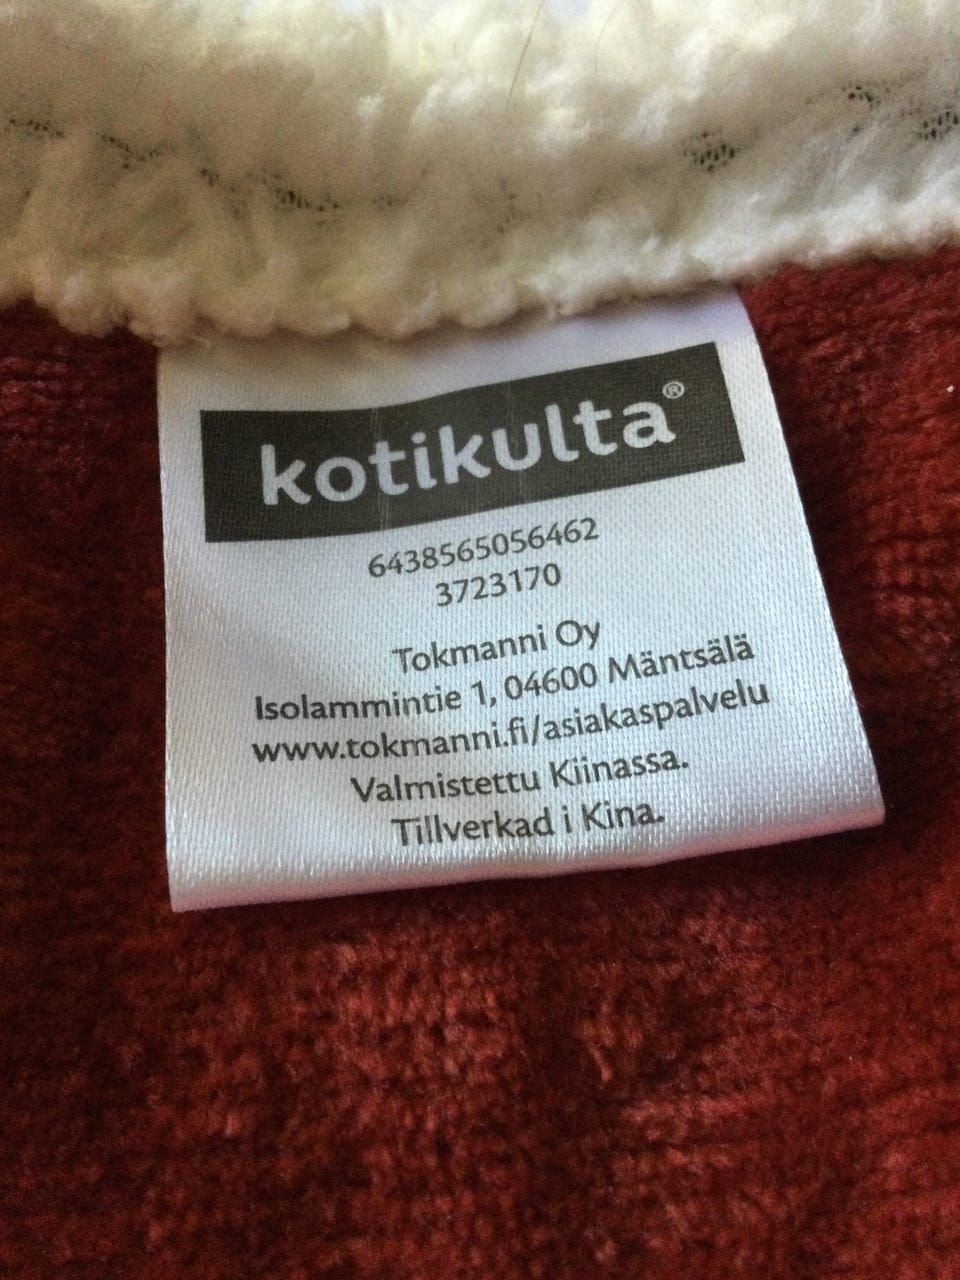 kotikulta®
6438565056462
3723170
Tokmanni Oy
Isolammintie 1, 04600 Mäntsälä
www.tokmanni.fi/asiakaspalvelu
Valmistettu Kiinassa.
Tillverkad i Kina.